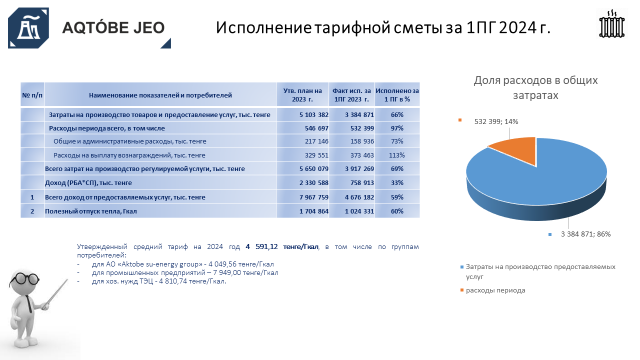 AQTÓBE JEO
Исполнение тарифной сметы за 1ПГ 2024 г.
№ п/п Наименование показателей и потребителей Утв. план на 2023 г. Факт исп. за 1ПГ 2023 г. Исполнено за 1 ПГ в %
Затраты на производство товаров и предоставление услуг, тыс. тенге 5 103 382 3 384 871 66%
Расходы периода всего, в том числе 546 697 532 399 97%
Общие и административные расходы, тыс. тенге 217 146 158 936 73%
Расходы на выплату вознаграждений, тыс. тенге 329 551 373 463 113%
Всего затрат на производство регулируемой услуги, тыс. тенге 5 650 079 3 917 269 69%
Доход (РБА*СП), тыс. тенге 2 330 588 758 913 33%
1 Всего доход от предоставляемых услуг, тыс. тенге 7 967 759 4 676 182 59%
2 Полезный отпуск тепла, Гкал 1 704 864 1 024 331 60%
Утвержденный средний тариф на 2024 год 4 591,12 тенге/Гкал, в том числе по группам
потребителей:
- для АО «Aktobe su-energy group» - 4 049,56 тенге/Гкал
- для промышленных предприятий – 7 949,00 тенге/Гкал
- для хоз. нужд ТЭЦ - 4 810,74 тенге/Гкал.
Доля расходов в общих
затратах
532 399; 14%
3 384 871; 86%
Затраты на производство предоставляемых
услуг
расходы периода